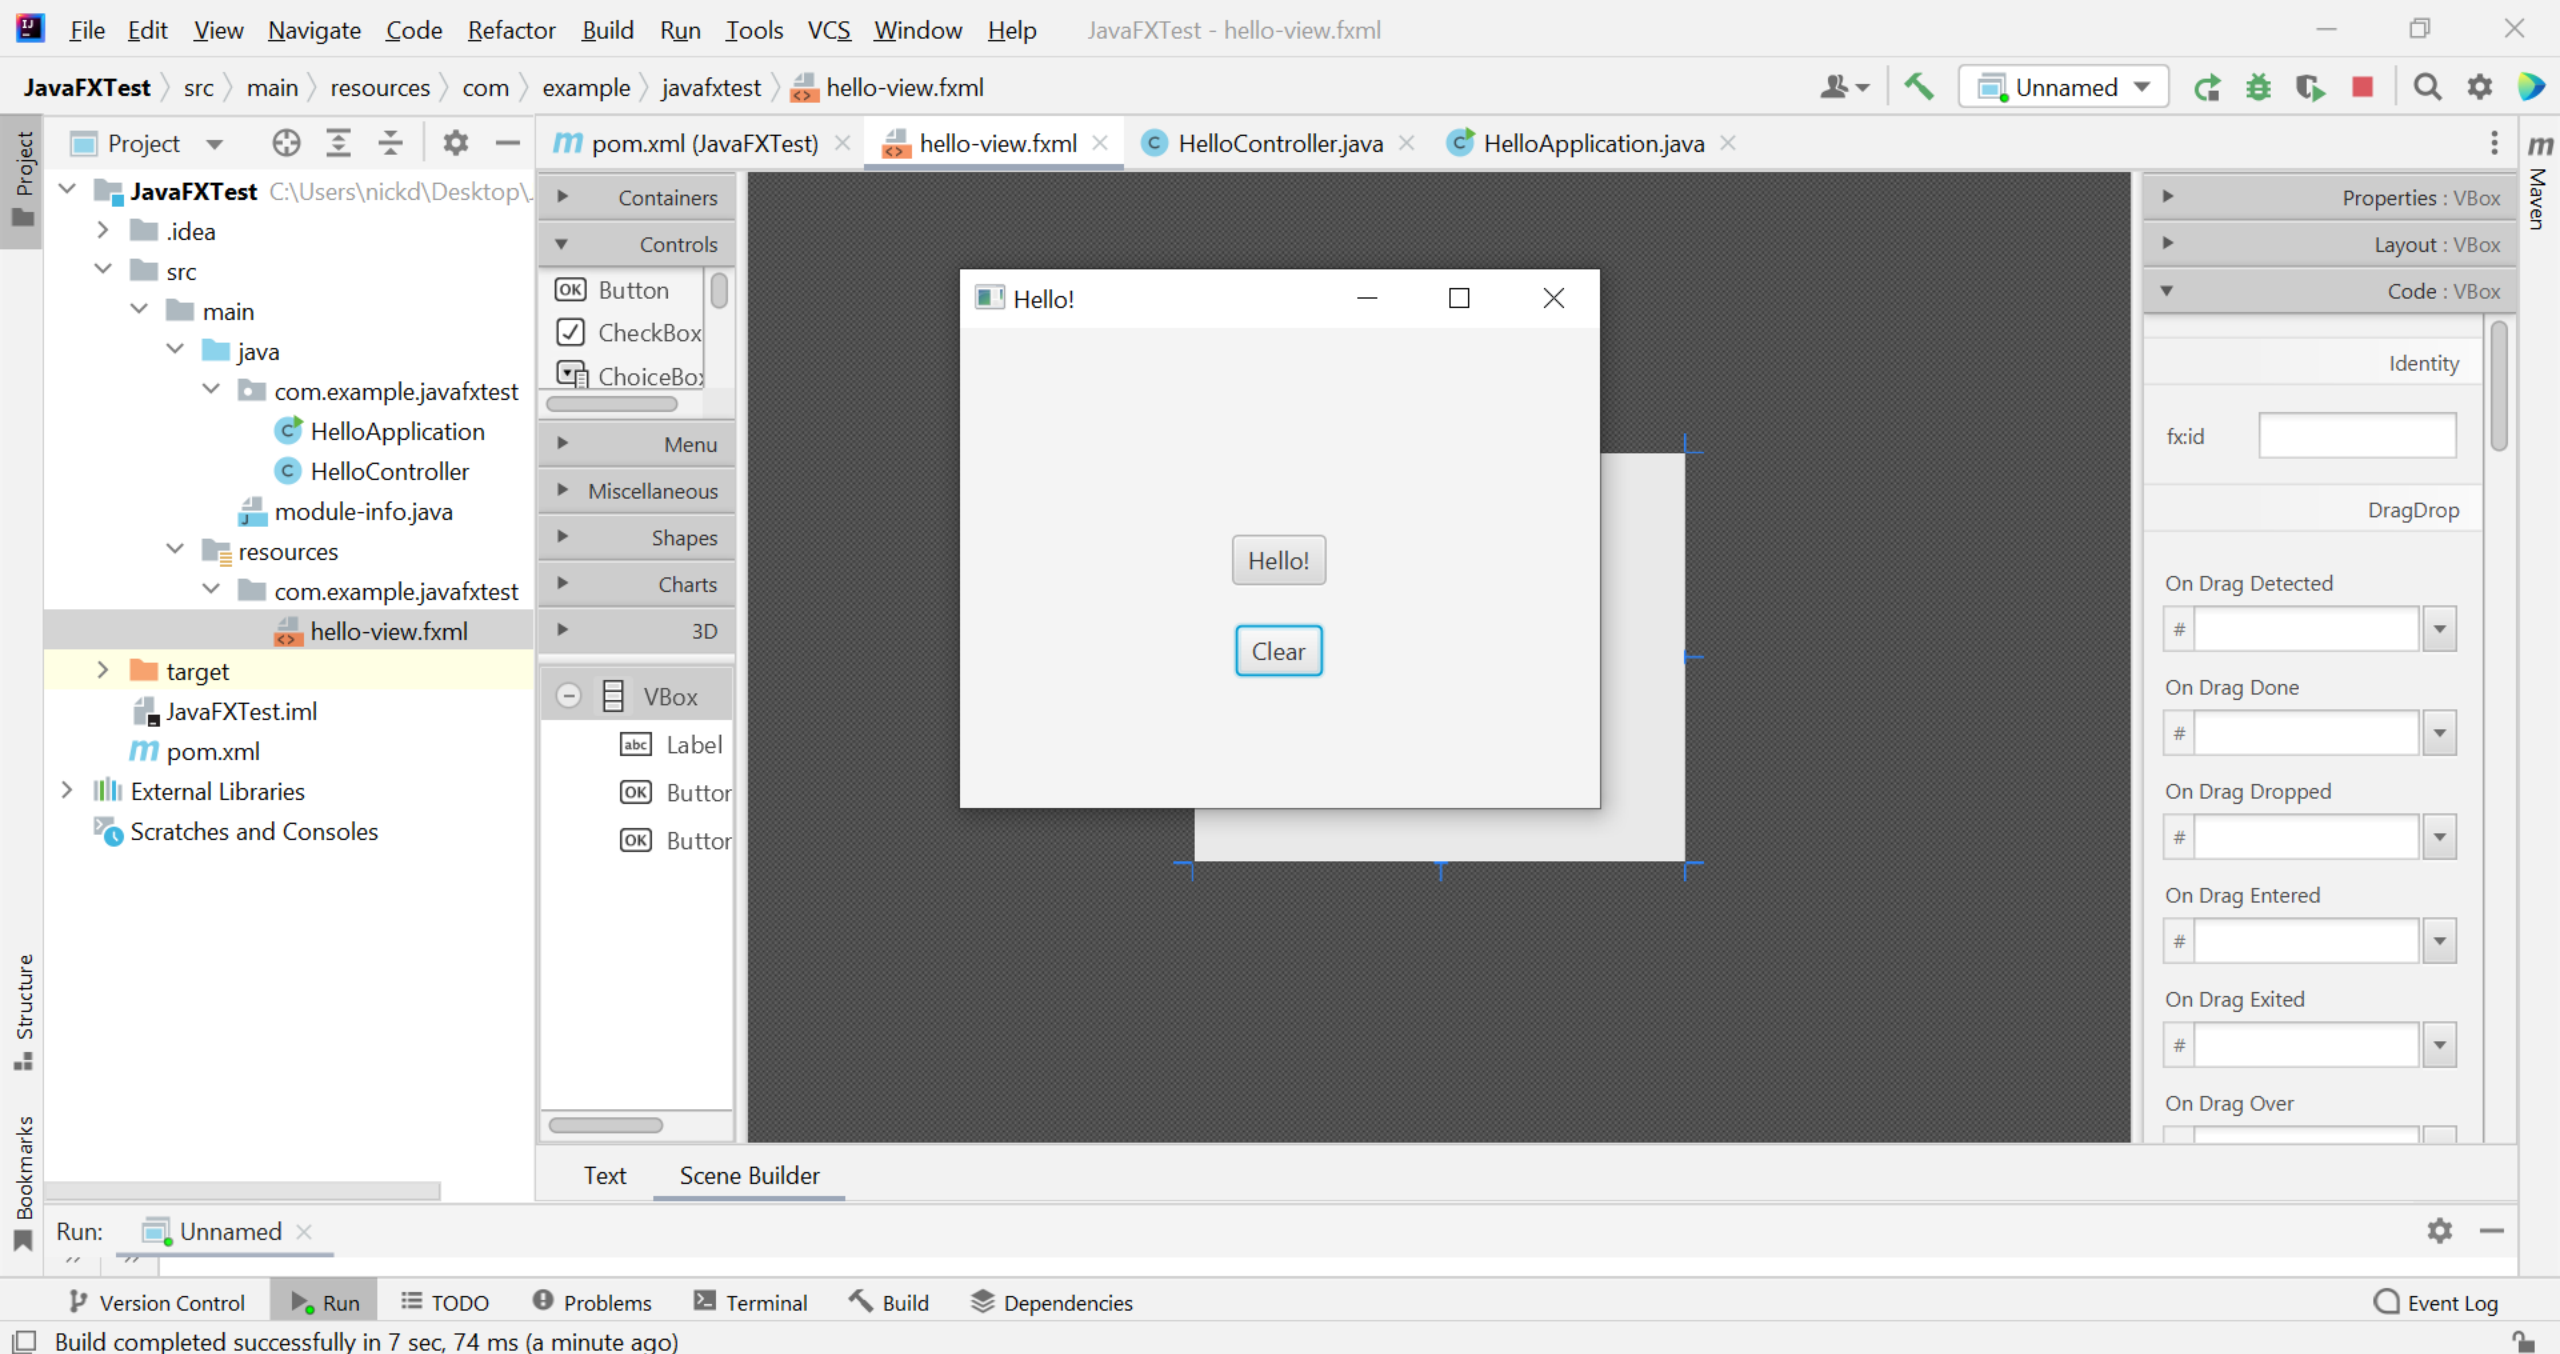 File Edit View Navigate Code Refactor Build Run Tools VCS Window Help JavaFXTest - hello-view.fxml
JavaFXTest src main resources com example javafxtest hello-view.fxml Unnamed
Project
pom.xml (JavaFXTest) hello-view.fxml HelloController.java HelloApplication.java
Project
Maven
JavaFXTest C:\Users\nickd\Desktop\
.idea
src
main
java
com.example.javafxtest
HelloApplication
HelloController
module-info.java
resources
com.example.javafxtest
hello-view.fxml
target
JavaFXTest.iml
pom.xml
External Libraries
Scratches and Consoles
Containers
Controls
OK Button
CheckBox
ChoiceBox
Menu
Miscellaneous
Shapes
Charts
3D
VBox
abc Label
OK Button
OK Button
Hello!
Hello!
Clear
Properties : VBox
Layout : VBox
Code : VBox
Identity
fx:id
DragDrop
On Drag Detected
#
On Drag Done
#
On Drag Dropped
#
On Drag Entered
#
On Drag Exited
#
On Drag Over
Structure
Bookmarks
Text Scene Builder
Run: Unnamed
Version Control Run TODO Problems Terminal Build Dependencies Event Log
Build completed successfully in 7 sec, 74 ms (a minute ago)